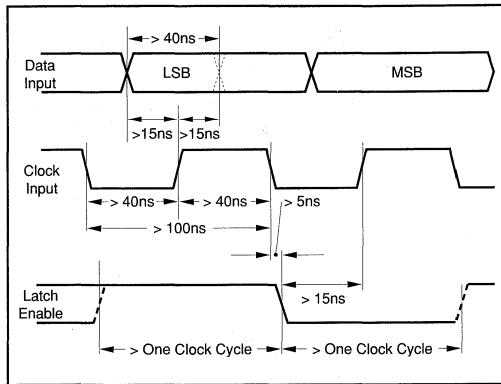 > 40ns
Data Input
LSB
MSB
>15ns
>15ns
Clock Input
> 40ns
> 40ns
> 5ns
> 100ns
> 15ns
Latch Enable
> One Clock Cycle
> One Clock Cycle